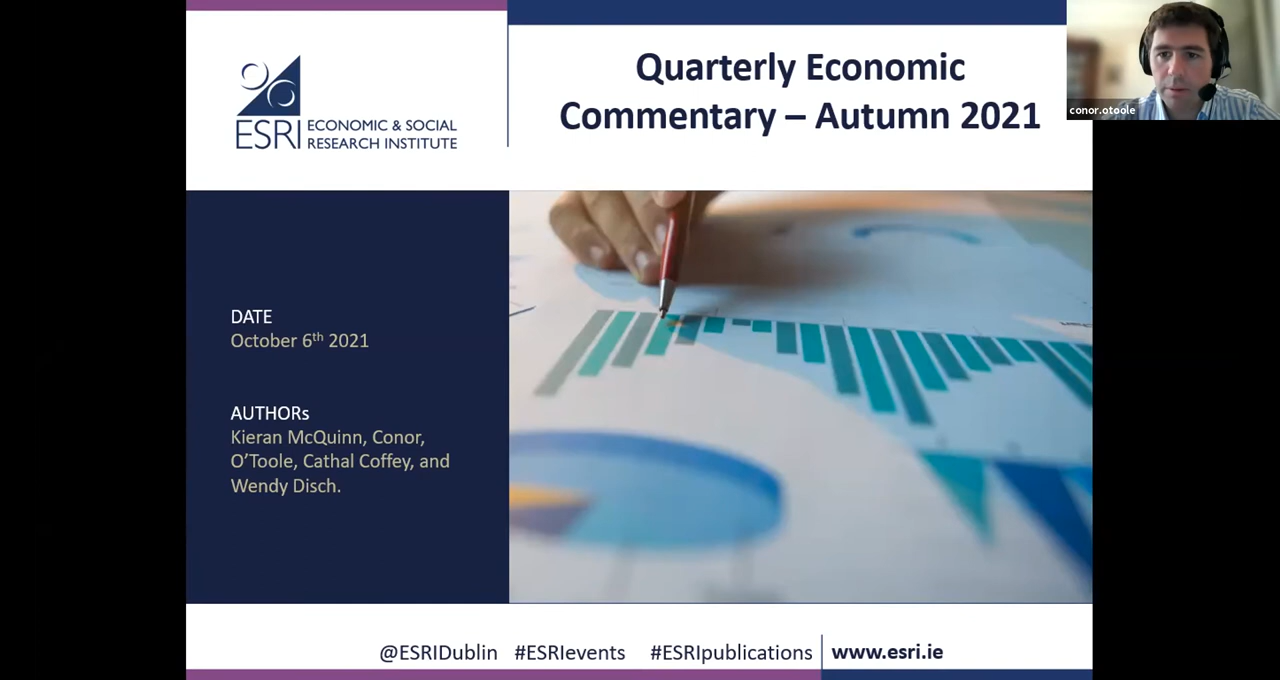 Quarterly Economic
Commentary – Autumn 2021
conor.otoole
ESRI ECONOMIC & SOCIAL
RESEARCH INSTITUTE
DATE
October 6th 2021
AUTHORs
Kieran McQuinn, Conor,
O’Toole, Cathal Coffey, and
Wendy Disch.
@ESRIDublin #ESRIevents #ESRIpublications www.esri.ie